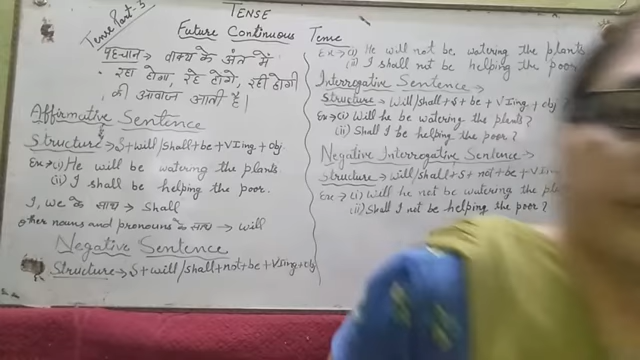 Tense Part-3
TENSE
Future Continuous Tense
पहचान → वाक्य के अंत में
रहा होगा, रहे होंगे, रही होगी
की आवाज आती है।
Affirmative Sentence
Structure → S + will/shall + be + VIing + obj.
Ex → (i) He will be watering the plants.
(ii) I shall be helping the poor.
I, we के साथ → shall
other nouns and pronouns के साथ → will
Negative Sentence
Structure → S + will/shall + not + be + VIing + obj
Ex → (i) He will not be watering the plants
(ii) I shall not be helping the poor
Interrogative Sentence →
Structure → Will/shall + S + be + VIing + obj?
Ex → (i) Will he be watering the plants?
(ii) Shall I be helping the poor?
Negative Interrogative Sentence →
Structure → Will/shall + S + not + be + VIing
Ex → (i) Will he not be watering the
(ii) Shall I not be helping the poor?